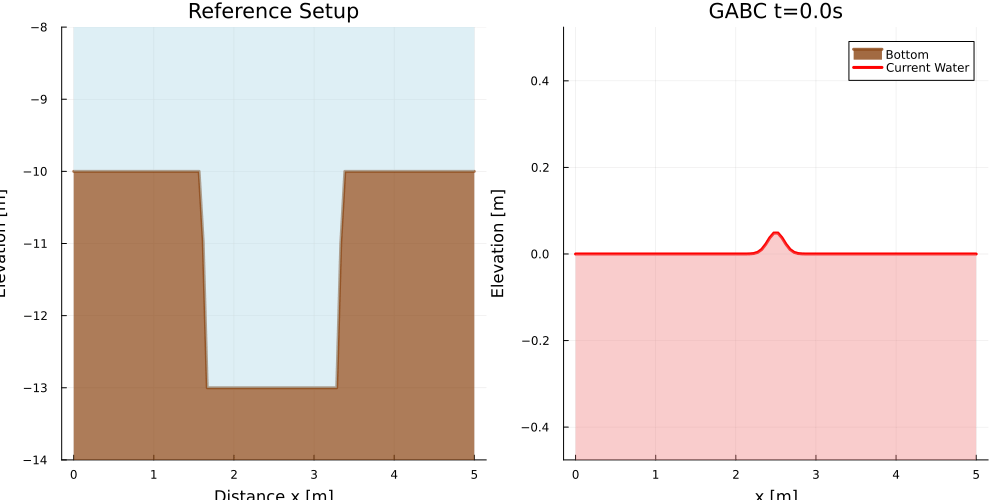 Reference Setup
Elevation [m]
−8
−9
−10
−11
−12
−13
−14
0 1 2 3 4 5
Distance x [m]
GABC t=0.0s
Elevation [m]
0.4
0.2
0.0
−0.2
−0.4
0 1 2 3 4 5
x [m]
Bottom
Current Water